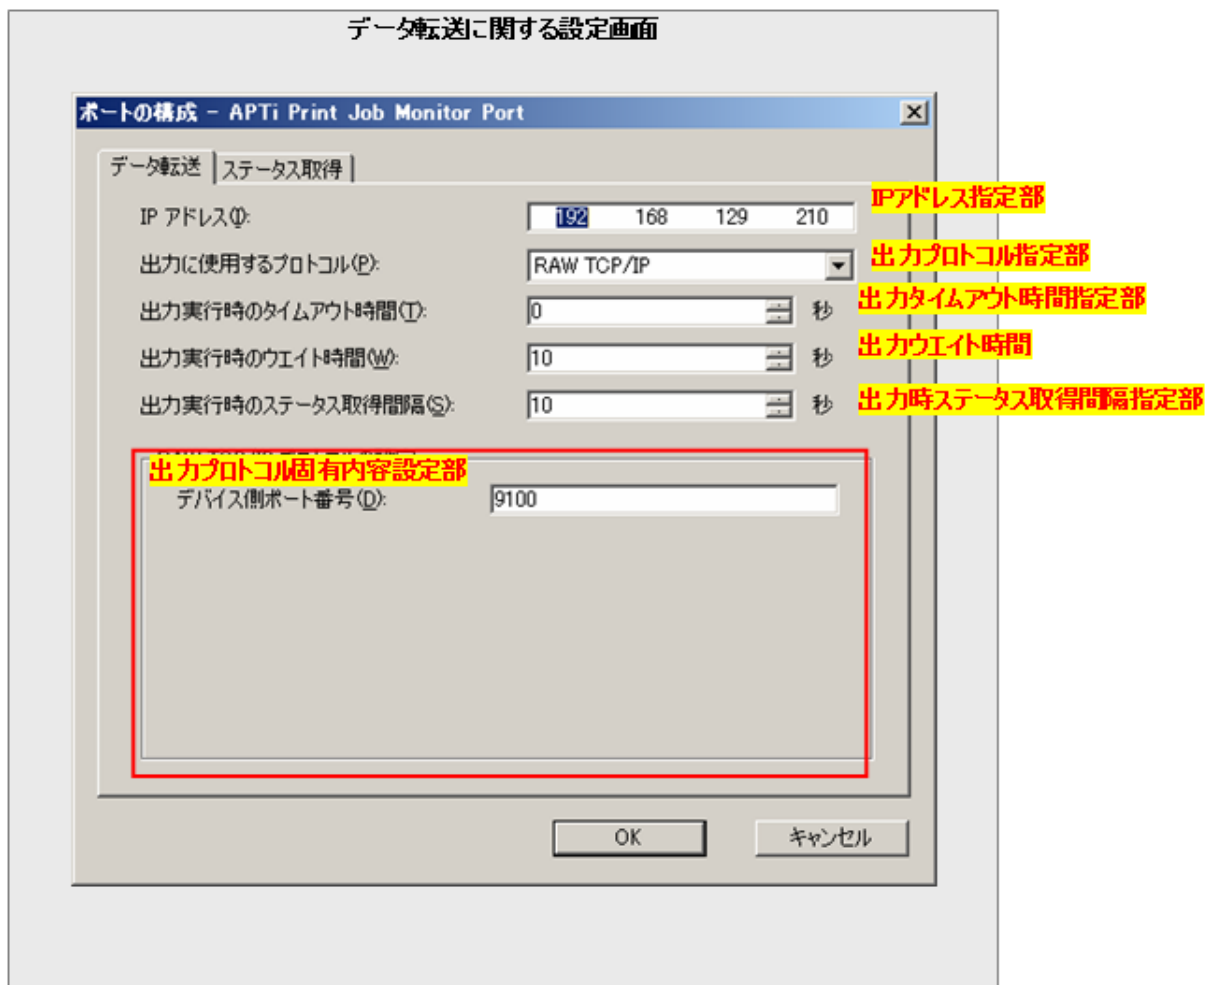 データ転送に関する設定画面
ポートの構成 - APTi Print Job Monitor Port
データ転送 ステータス取得
IP アドレス(I): 192 168 129 210 IPアドレス指定部
出力に使用するプロトコル(P): RAW TCP/IP 出力プロトコル指定部
出力実行時のタイムアウト時間(T): 0 秒 出力タイムアウト時間指定部
出力実行時のウエイト時間(W): 10 秒 出力ウエイト時間
出力実行時のステータス取得間隔(S): 10 秒 出力時ステータス取得間隔指定部
出力プロトコル固有内容設定部
デバイス側ポート番号(D): 9100
OK キャンセル